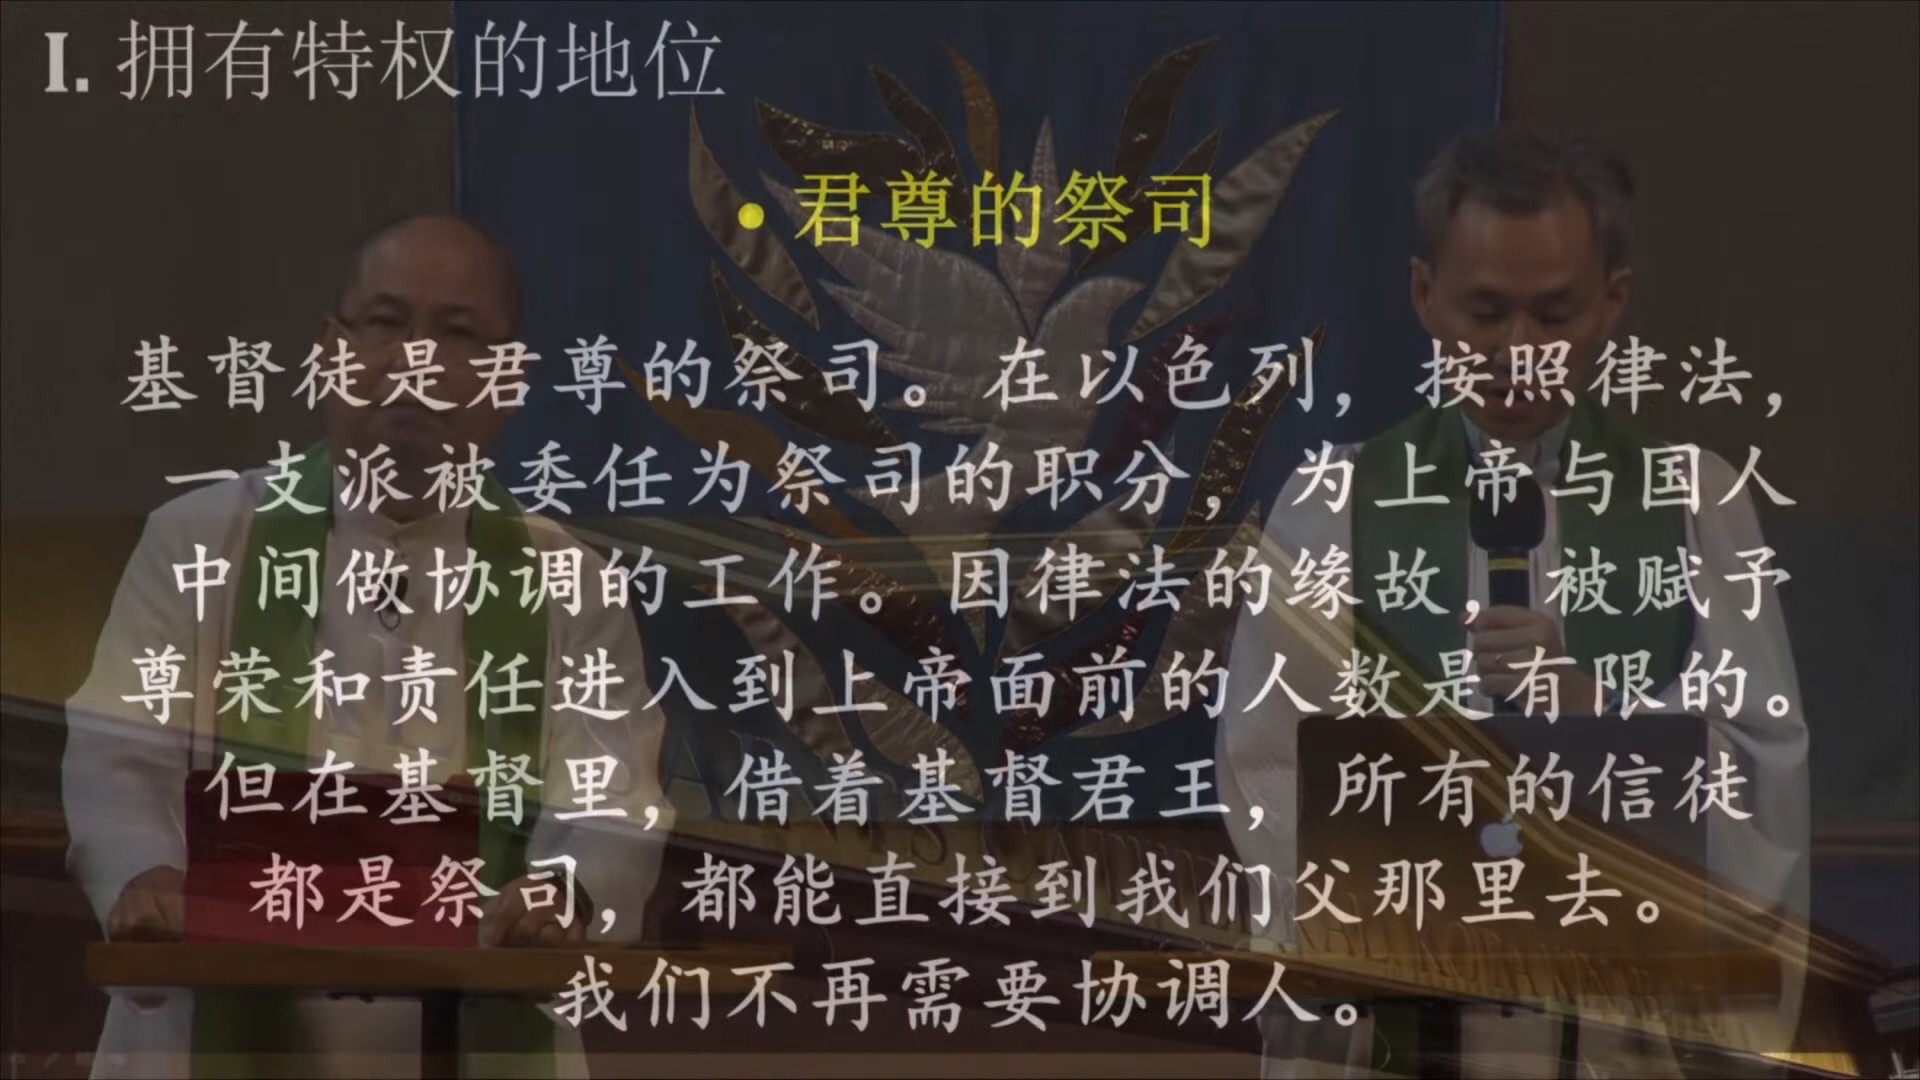 I. 拥有特权的地位
• 君尊的祭司
基督徒是君尊的祭司。在以色列，按照律法，
一支派被委任为祭司的职分，为上帝与国人
中间做协调的工作。因律法的缘故，被赋予
尊荣和责任进入到上帝面前的人数是有限的。
但在基督里，借着基督君王，所有的信徒
都是祭司，都能直接到我们父那里去。
我们不再需要协调人。